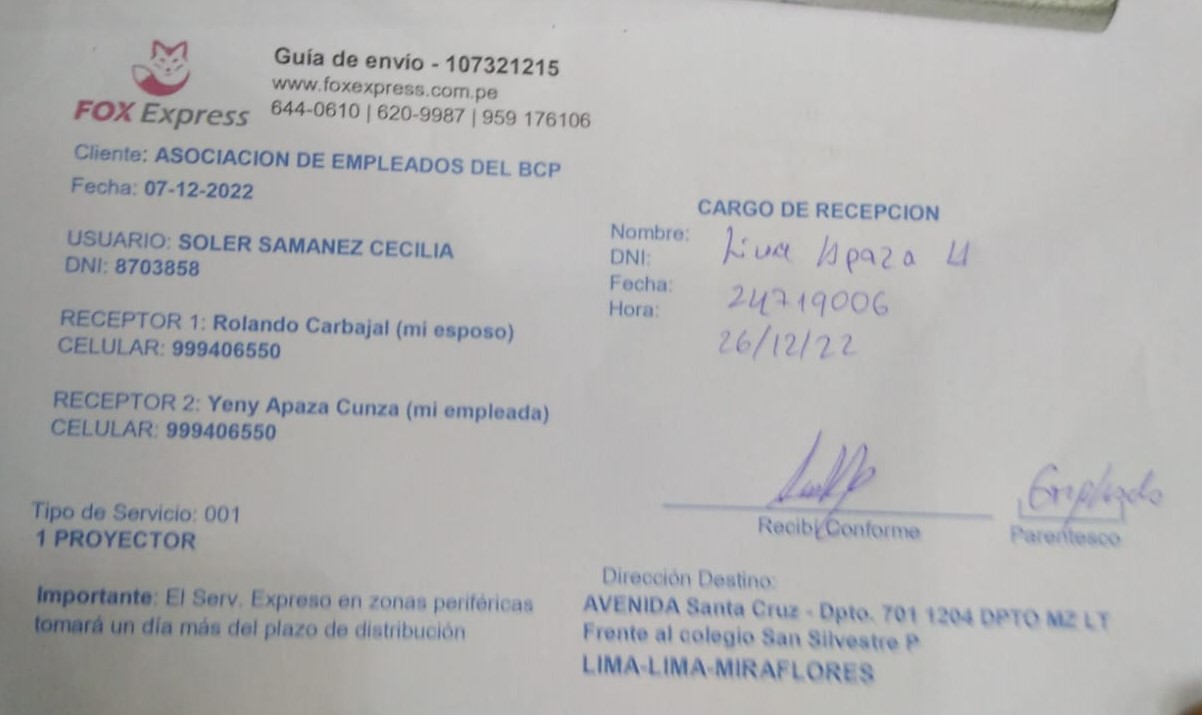 Guía de envío - 107321215
www.foxexpress.com.pe
FOX Express
644-0610 | 620-9987 | 959 176106
Cliente: ASOCIACION DE EMPLEADOS DEL BCP
Fecha: 07-12-2022
USUARIO: SOLER SAMANEZ CECILIA
DNI: 8703858
RECEPTOR 1: Rolando Carbajal (mi esposo)
CELULAR: 999406550
RECEPTOR 2: Yeny Apaza Cunza (mi empleada)
CELULAR: 999406550
Tipo de Servicio: 001
1 PROYECTOR
Importante: El Serv. Expreso en zonas periféricas
tomará un día más del plazo de distribución
CARGO DE RECEPCION
Nombre:
DNI:
Fecha:
Hora:
Apaza
24719006
26/12/22
Recibí Conforme
Parentesco
Dirección Destino:
AVENIDA Santa Cruz - Dpto. 701 1204 DPTO MZ LT
Frente al colegio San Silvestre P
LIMA-LIMA-MIRAFLORES